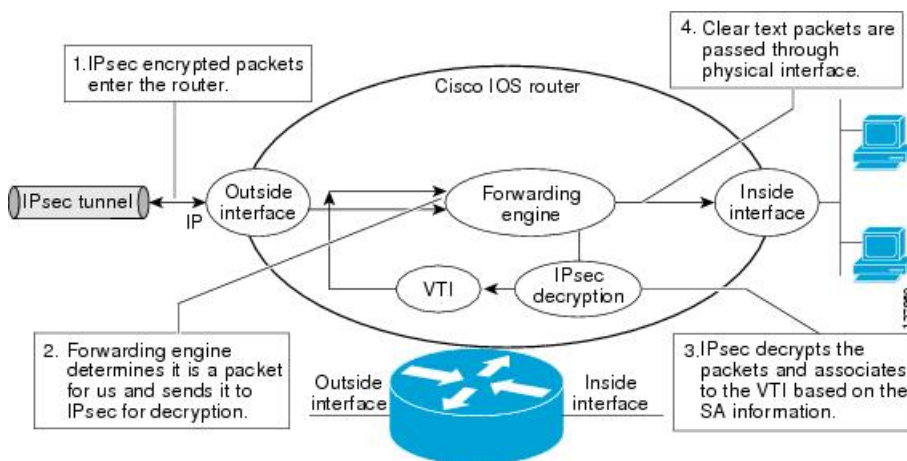 1. IPsec encrypted packets
enter the router.
4. Clear text packets are
passed through
physical interface.
Cisco IOS router
IPsec tunnel
IP
Outside
interface
Forwarding
engine
Inside
interface
VTI
IPsec
decryption
2. Forwarding engine
determines it is a packet
for us and sends it to
IPsec for decryption.
Outside
interface
Inside
interface
3. IPsec decrypts the
packets and associates
to the VTI based on the
SA information.